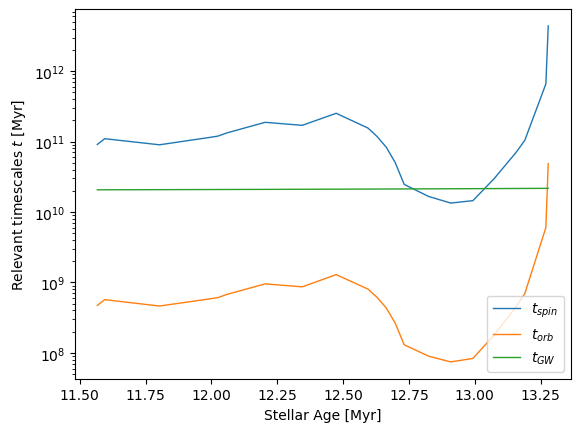 Relevant timescales t [Myr]
10^12
10^11
10^10
10^9
10^8
11.50 11.75 12.00 12.25 12.50 12.75 13.00 13.25
Stellar Age [Myr]
t_spin
t_orb
t_GW